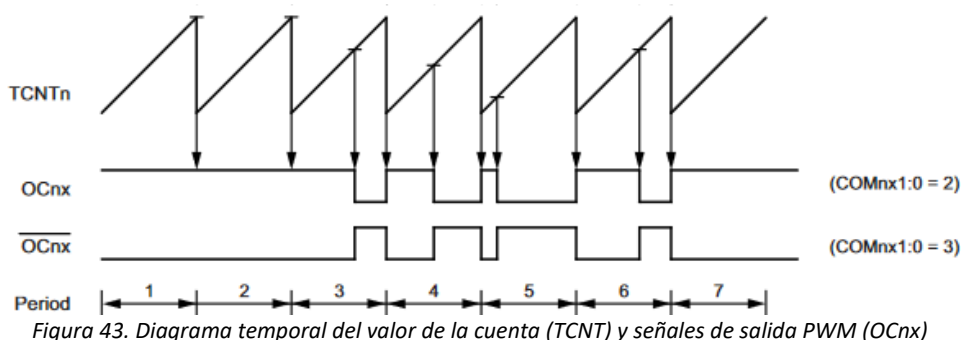 TCNTn
OCnx
(COMnx1:0 = 2)
OCnx
(COMnx1:0 = 3)
Period
1 2 3 4 5 6 7
Figura 43. Diagrama temporal del valor de la cuenta (TCNT) y señales de salida PWM (OCnx)